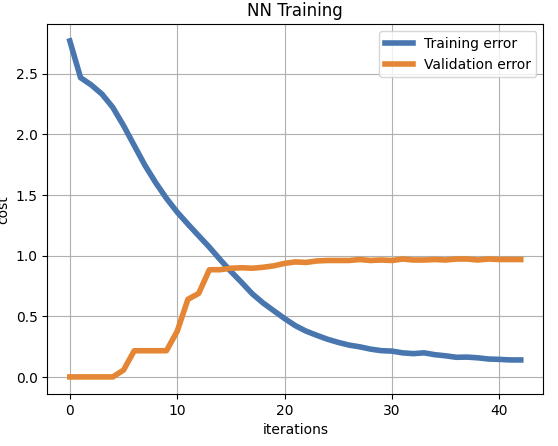 NN Training
Training error
Validation error
cost
2.5
2.0
1.5
1.0
0.5
0.0
0 10 20 30 40
iterations